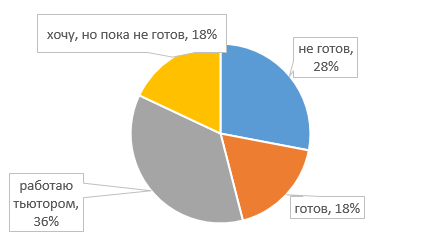 хочу, но пока не готов, 18%
не готов,
28%
работаю
тьютором,
36%
готов, 18%